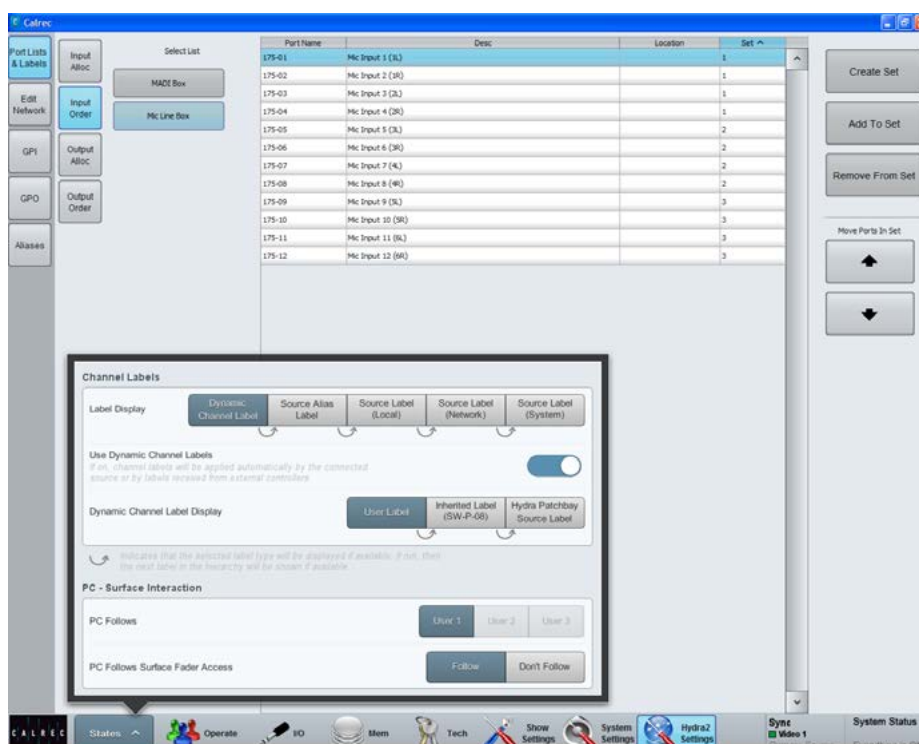 Calrec
Port Lists
& Labels
Edit
Network
GPI
GPO
Aliases
Input
Alloc
Input
Order
Output
Alloc
Output
Order
Select List
MADI Box
Mic Line Box
Port Name Desc Location Set
175-01 Mic Input 1 (1L) 1
175-02 Mic Input 2 (1R) 1
175-03 Mic Input 3 (2L) 1
175-04 Mic Input 4 (2R) 1
175-05 Mic Input 5 (3L) 2
175-06 Mic Input 6 (3R) 2
175-07 Mic Input 7 (4L) 2
175-08 Mic Input 8 (4R) 2
175-09 Mic Input 9 (5L) 3
175-10 Mic Input 10 (5R) 3
175-11 Mic Input 11 (6L) 3
175-12 Mic Input 12 (6R) 3
Create Set
Add To Set
Remove From Set
Move Ports In Set
Channel Labels
Label Display
Dynamic
Channel Label
Source Alias
Label
Source Label
(Local)
Source Label
(Network)
Source Label
(System)
Use Dynamic Channel Labels
If on, channel labels will be applied automatically by the connected
source or by labels received from external controllers
Dynamic Channel Label Display
User Label
Inherited Label
(SW-P-08)
Hydra Patchbay
Source Label
Indicates that the selected label type will be displayed if available. If not, then
the next label in the hierarchy will be shown if available
PC - Surface Interaction
PC Follows
User 1 User 2 User 3
PC Follows Surface Fader Access
Follow Don't Follow
CALREC
States
Operate
I/O
Mem
Tech
Show
Settings
System
Settings
Hydra2
Settings
Sync
Video 1
System Status